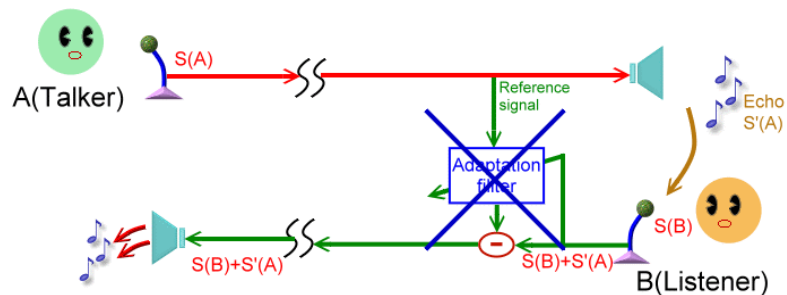 S(A)
A(Talker)
Reference
signal
Echo
S'(A)
Adaptation
filter
S(B)
S(B)+S'(A)
S(B)+S'(A)
B(Listener)